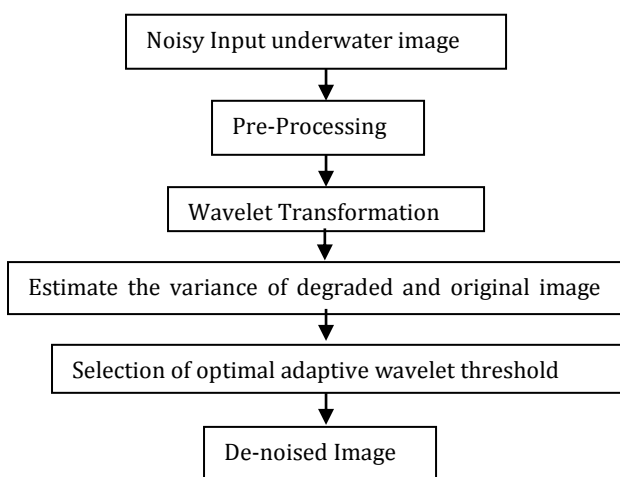 Noisy Input underwater image
Pre-Processing
Wavelet Transformation
Estimate the variance of degraded and original image
Selection of optimal adaptive wavelet threshold
De-noised Image